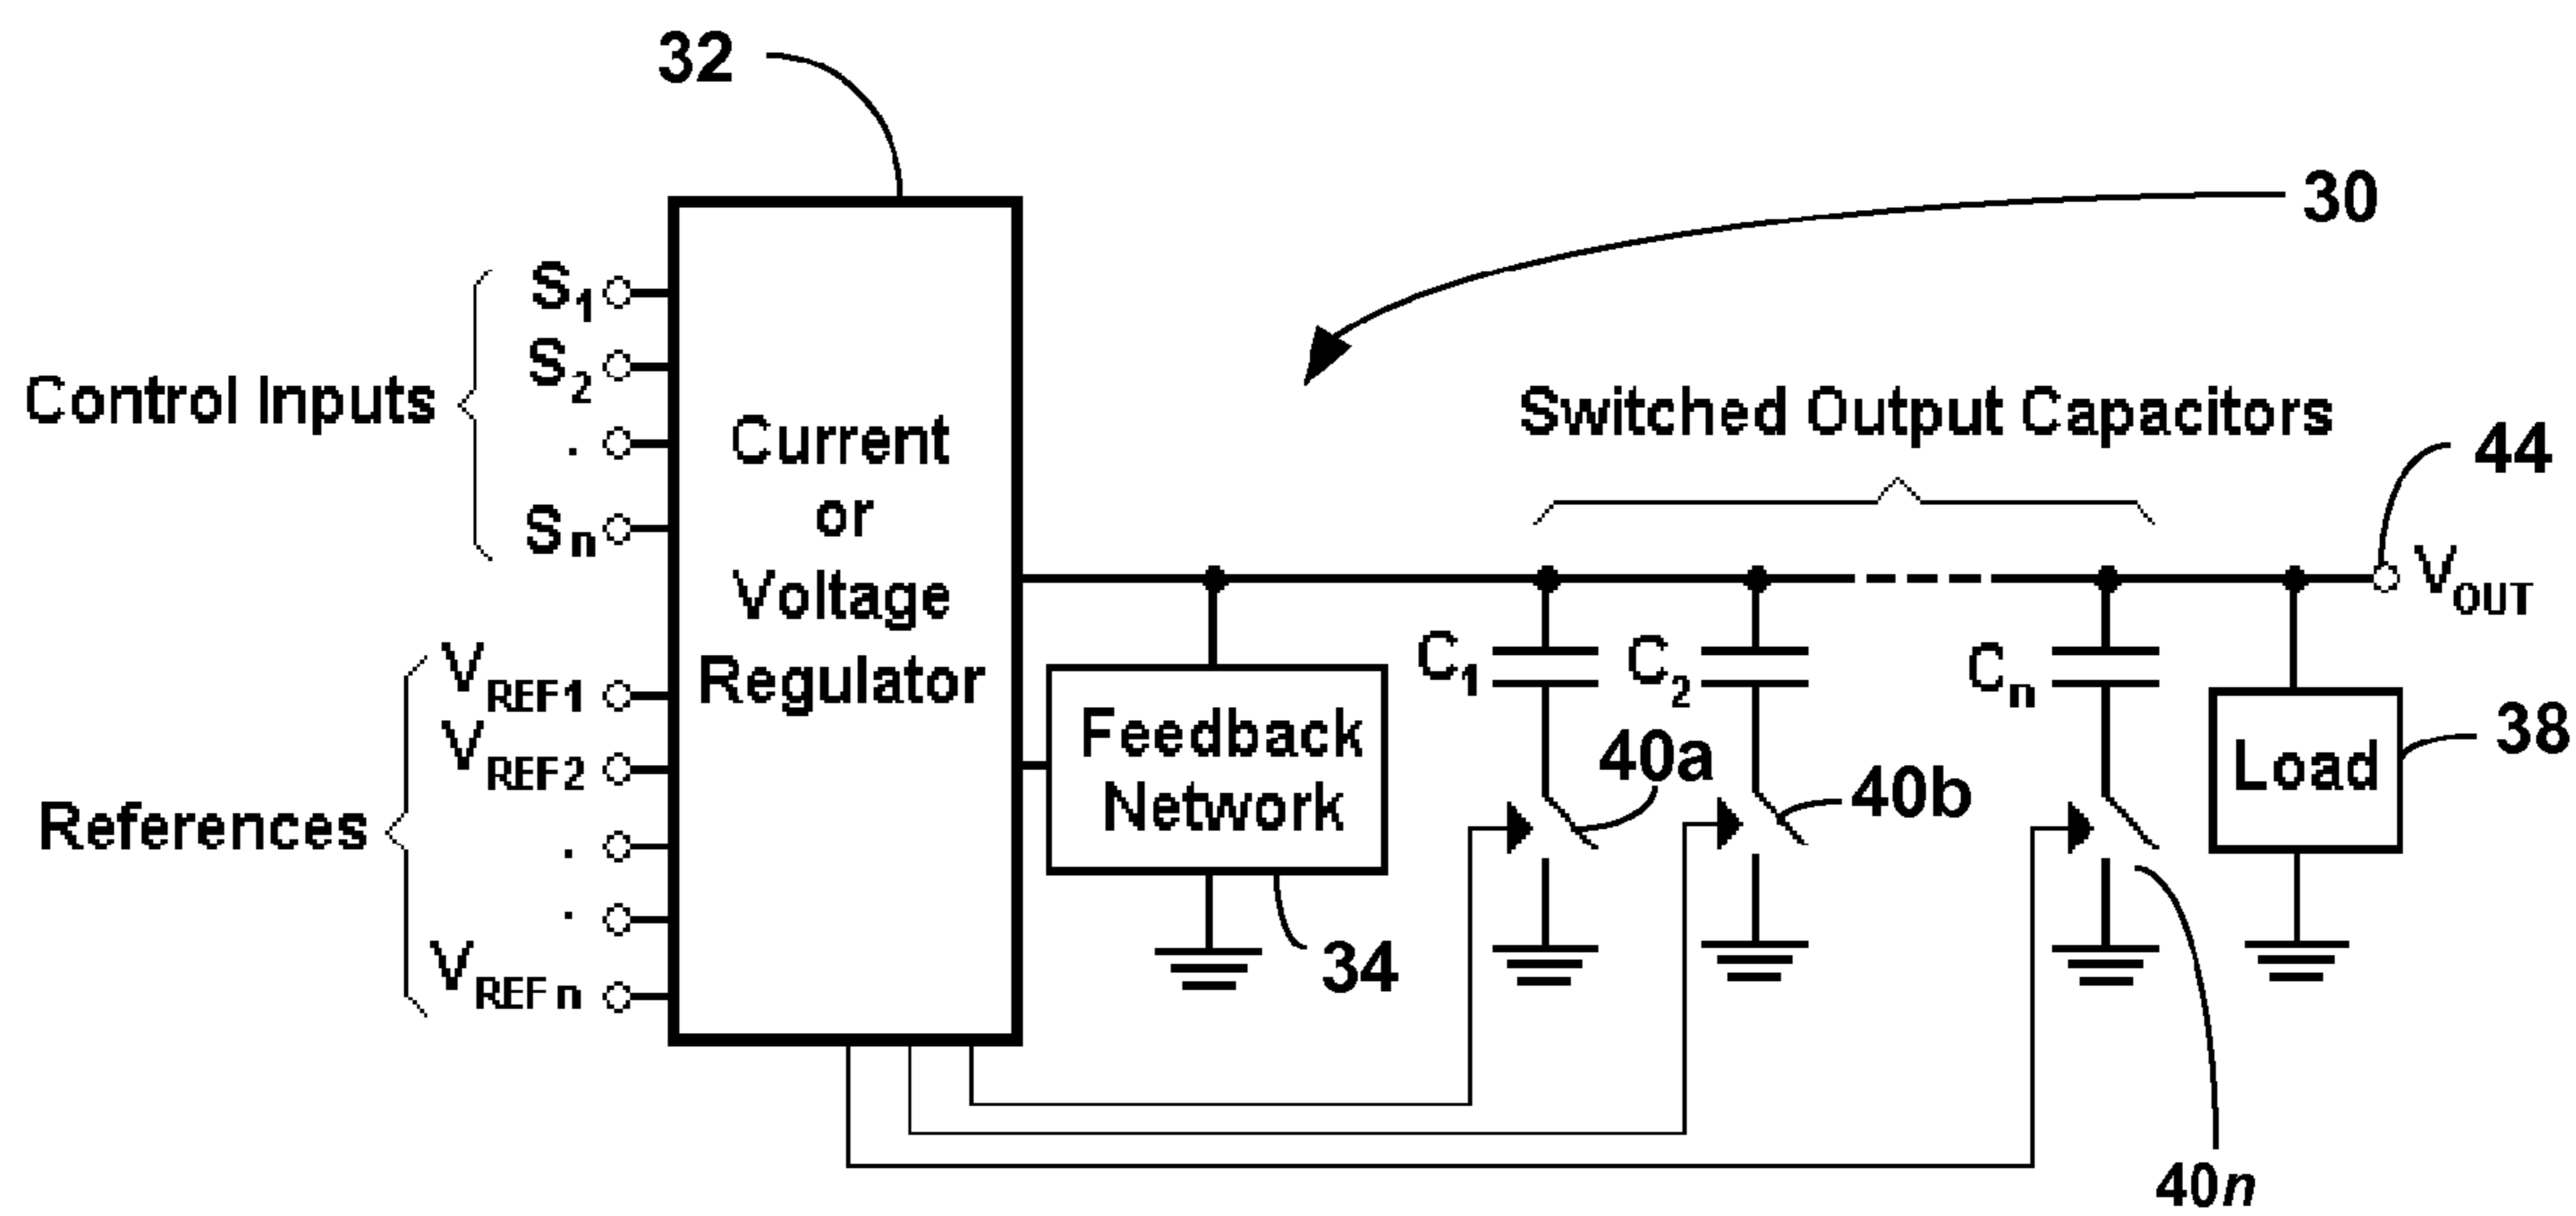 32
30
S1
S2
.
Sn
Control Inputs
Current
or
Voltage
Regulator
Switched Output Capacitors
44
VOUT
VREF1
VREF2
.
.
VREFn
References
Feedback
Network
34
C1
C2
Cn
40a
40b
40n
Load
38